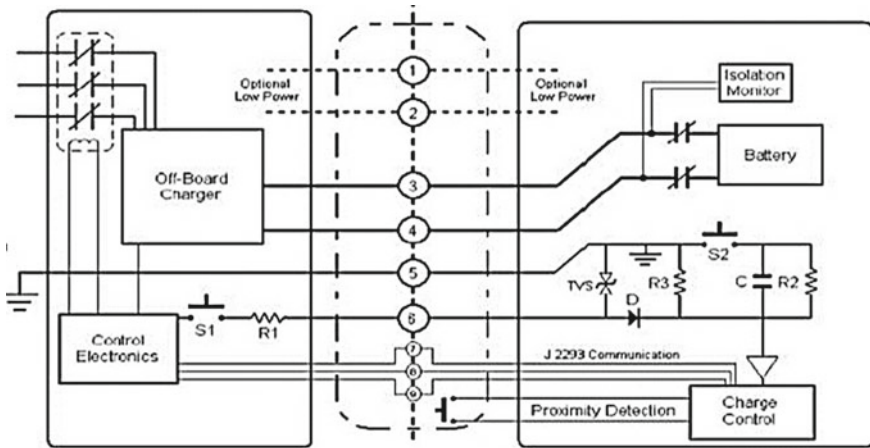 Optional
Low Power
1
Optional
Low Power
2
Isolation
Monitor
Battery
Off-Board
Charger
3
4
5
S2
TVS
R3
C
R2
D
6
S1
R1
Control
Electronics
7
8
9
J 2293 Communication
Proximity Detection
Charge
Control